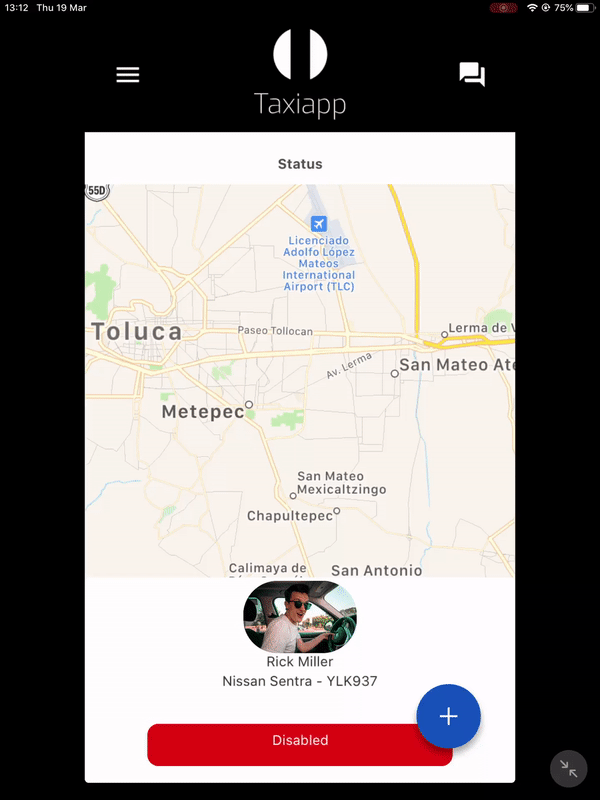 13:12 Thu 19 Mar
75%
Taxiapp
Status
55D
Licenciado
Adolfo López
Mateos
International
Airport (TLC)
Toluca
Paseo Tollocan
Lerma de V
Av. Lerma
San Mateo Ate
Metepec
San Mateo
Mexicaltzingo
Chapultepec
Calimaya de
San Antonio
Rick Miller
Nissan Sentra - YLK937
Disabled